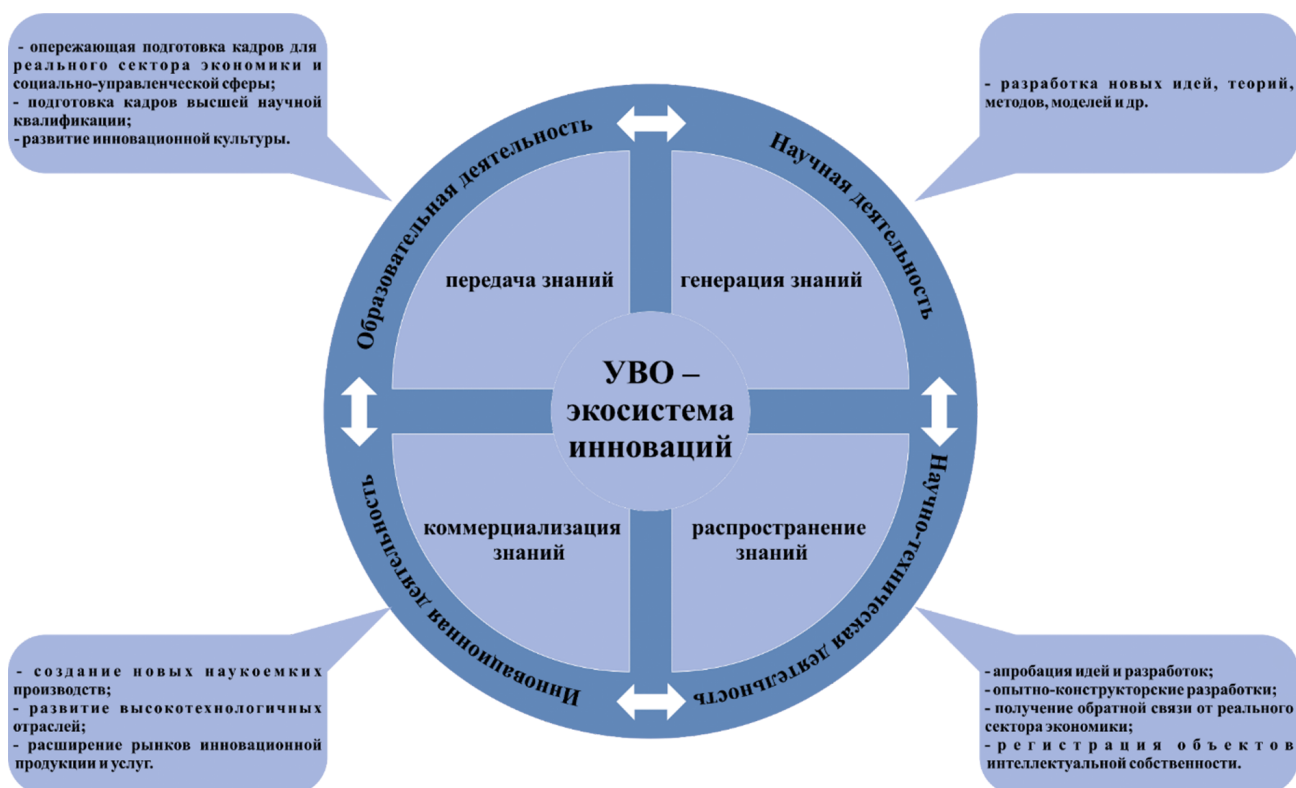 - опережающая подготовка кадров для
реального сектора экономики и
социально-управленческой сферы;
- подготовка кадров высшей научной
квалификации;
- развитие инновационной культуры.
- разработка новых идей, теорий,
методов, моделей и др.
Образовательная деятельность
Научная деятельность
передача знаний
генерация знаний
УВО –
экосистема
инноваций
коммерциализация
знаний
распространение
знаний
Инновационная деятельность
Научно-техническая деятельность
- создание новых наукоемких
производств;
- развитие высокотехнологичных
отраслей;
- расширение рынков инновационной
продукции и услуг.
- апробация идей и разработок;
- опытно-конструкторские разработки;
- получение обратной связи от реального
сектора экономики;
- регистрация объектов
интеллектуальной собственности.